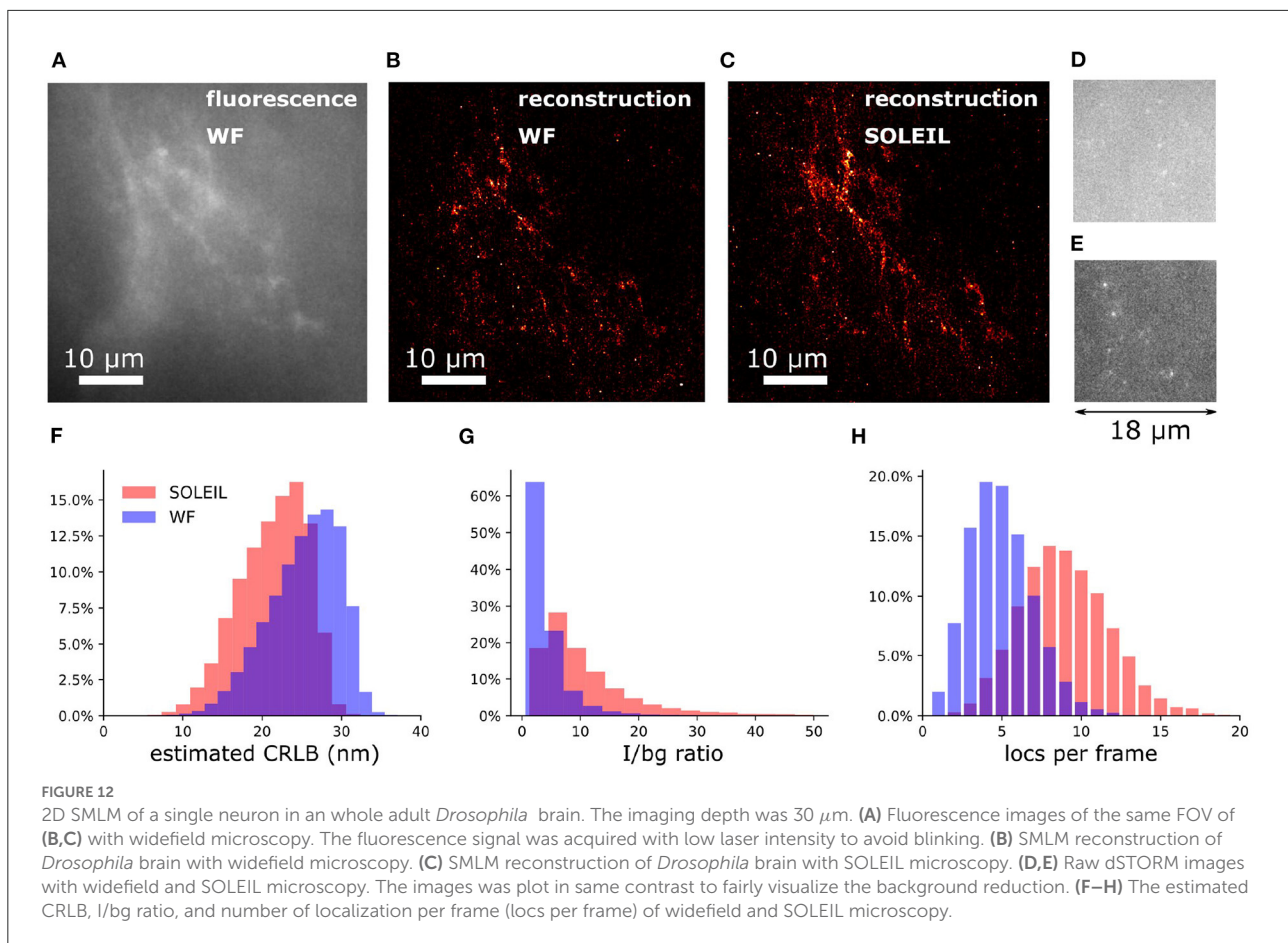 A
B
C
D
fluorescence
WF
reconstruction
WF
reconstruction
SOLEIL
10 μm
10 μm
10 μm
E
18 μm
F
G
H
SOLEIL
WF
15.0%
12.5%
10.0%
7.5%
5.0%
2.5%
0.0%
0
10
20
30
40
estimated CRLB (nm)
60%
50%
40%
30%
20%
10%
0%
0
10
20
30
40
50
I/bg ratio
20.0%
15.0%
10.0%
5.0%
0.0%
0
5
10
15
20
locs per frame
FIGURE 12
2D SMLM of a single neuron in an whole adult Drosophila brain. The imaging depth was 30 μm. (A) Fluorescence images of the same FOV of
(B,C) with widefield microscopy. The fluorescence signal was acquired with low laser intensity to avoid blinking. (B) SMLM reconstruction of
Drosophila brain with widefield microscopy. (C) SMLM reconstruction of Drosophila brain with SOLEIL microscopy. (D,E) Raw dSTORM images
with widefield and SOLEIL microscopy. The images was plot in same contrast to fairly visualize the background reduction. (F–H) The estimated
CRLB, I/bg ratio, and number of localization per frame (locs per frame) of widefield and SOLEIL microscopy.